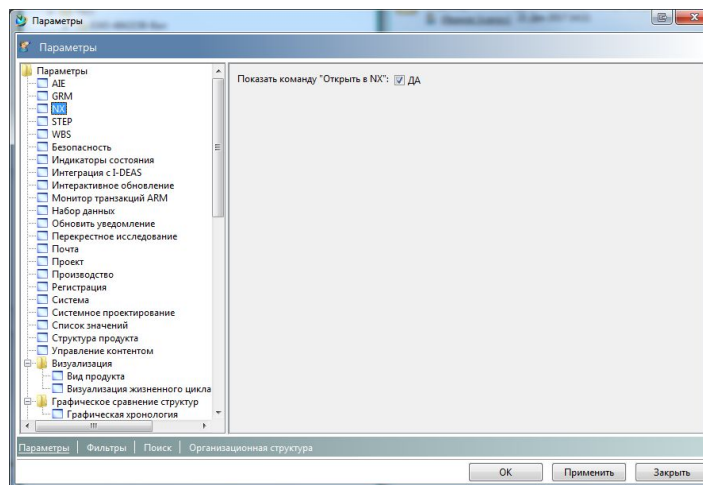 Параметры
Параметры
Параметры
AIE
GRM
NX
STEP
WBS
Безопасность
Индикаторы состояния
Интеграция с I-DEAS
Интерактивное обновление
Монитор транзакций ARM
Набор данных
Обновить уведомление
Перекрестное исследование
Почта
Проект
Производство
Регистрация
Система
Системное проектирование
Список значений
Структура продукта
Управление контентом
Визуализация
Вид продукта
Визуализация жизненного цикла
Графическое сравнение структур
Графическая хронология
Показать команду "Открыть в NX": ДА
Параметры | Фильтры | Поиск | Организационная структура
ОК Применить Закрыть